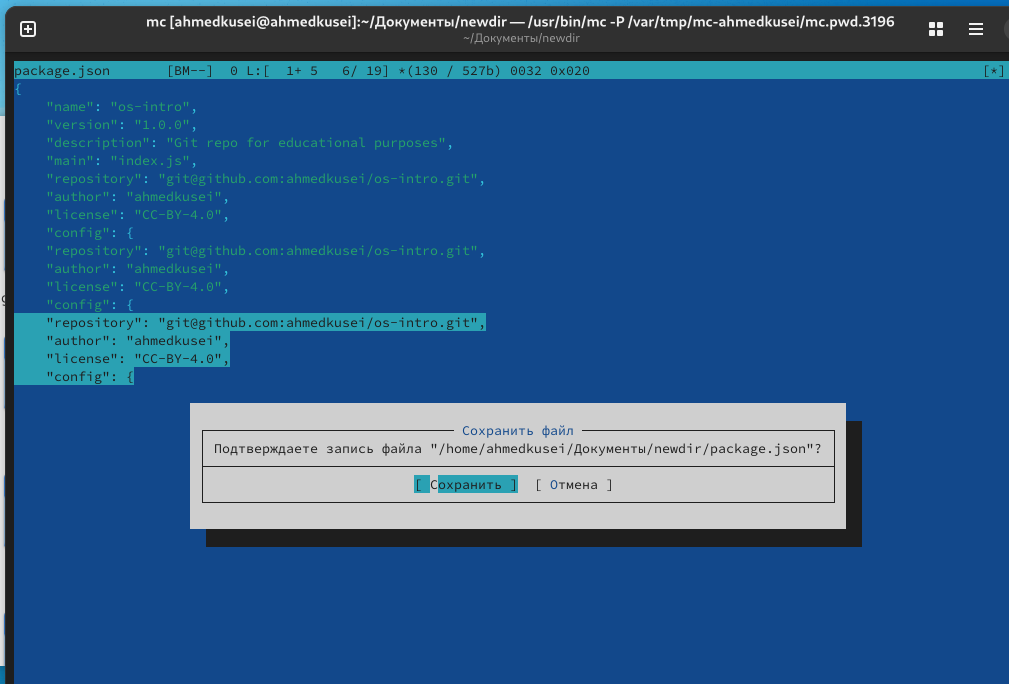 mc [ahmedkusei@ahmedkusei]:~/Документы/newdir — /usr/bin/mc -P /var/tmp/mc-ahmedkusei/mc.pwd.3196
~/Документы/newdir
package.json       [BM--]  0 L:[  1+ 5   6/ 19] *(130 / 527b) 0032 0x020 [*]
{
    "name": "os-intro",
    "version": "1.0.0",
    "description": "Git repo for educational purposes",
    "main": "index.js",
    "repository": "git@github.com:ahmedkusei/os-intro.git",
    "author": "ahmedkusei",
    "license": "CC-BY-4.0",
    "config": {
    "repository": "git@github.com:ahmedkusei/os-intro.git",
    "author": "ahmedkusei",
    "license": "CC-BY-4.0",
    "config": {
    "repository": "git@github.com:ahmedkusei/os-intro.git",
    "author": "ahmedkusei",
    "license": "CC-BY-4.0",
    "config": {
Сохранить файл
Подтверждаете запись файла "/home/ahmedkusei/Документы/newdir/package.json"?
[ Сохранить ]  [ Отмена ]